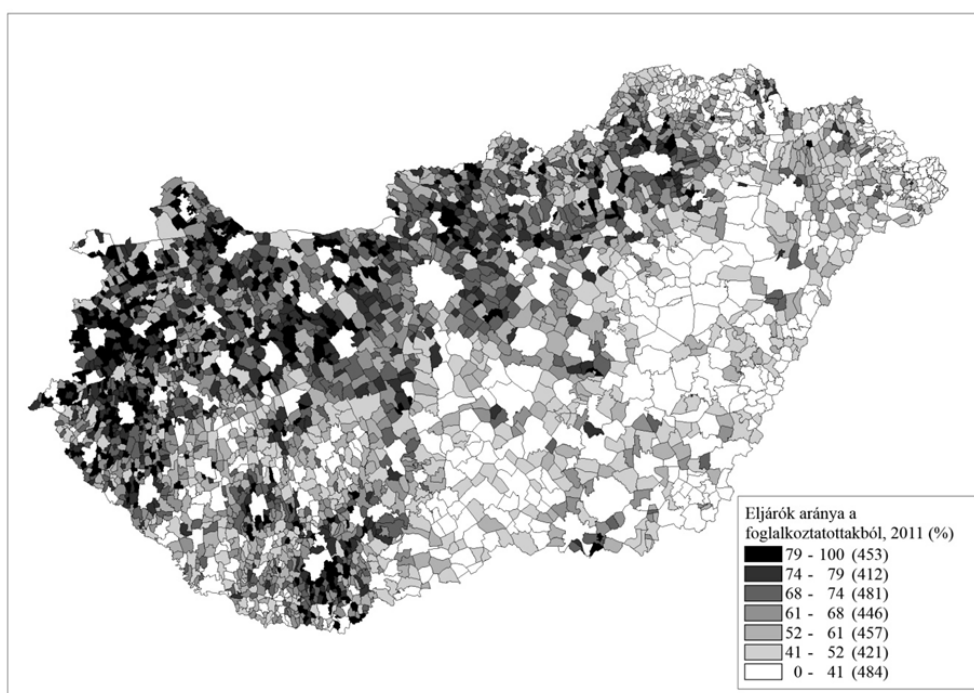 Eljárók aránya a
foglalkoztatottakból, 2011 (%)
79 - 100 (453)
74 - 79 (412)
68 - 74 (481)
61 - 68 (446)
52 - 61 (457)
41 - 52 (421)
0 - 41 (484)